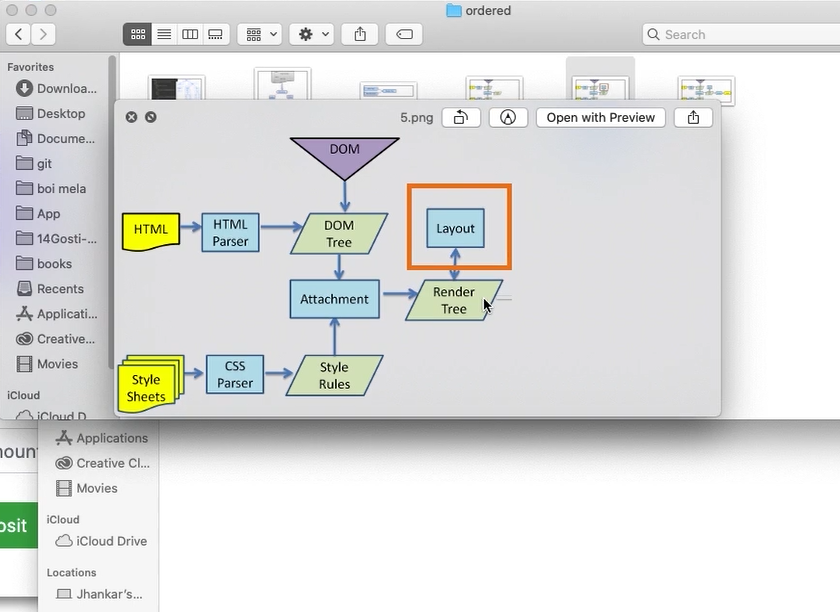 ordered
Search
Favorites
Downloa...
Desktop
Docume...
git
boi mela
App
14Gosti-...
books
Recents
Applicati...
Creative...
Movies
iCloud
iCloud D
5.png
Open with Preview
DOM
HTML
HTML
Parser
DOM
Tree
Layout
Attachment
Render
Tree
Style
Sheets
CSS
Parser
Style
Rules
Applications
Creative Cl...
Movies
iCloud
iCloud Drive
Locations
Jhankar's...
nount
osit